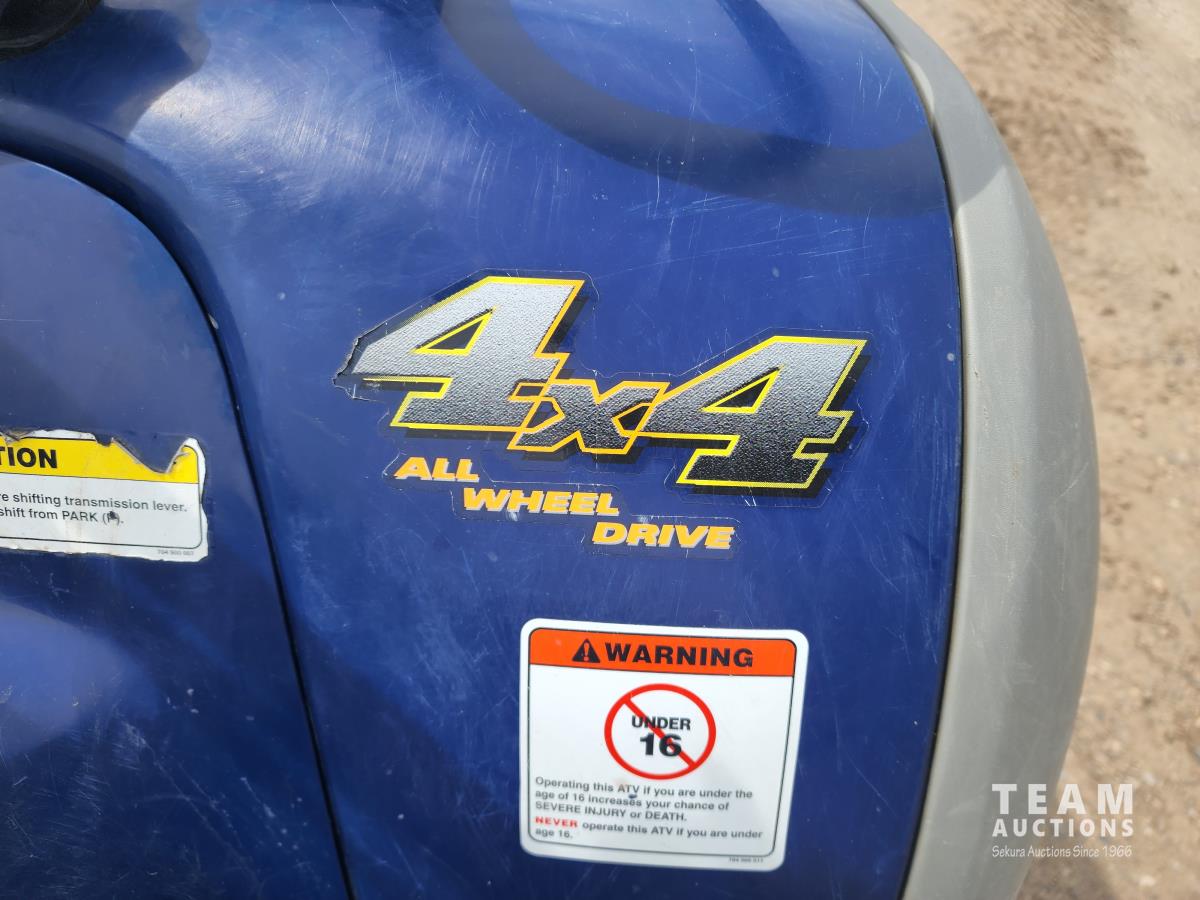 4x4
ALL
WHEEL
DRIVE
TION
re shifting transmission lever.
shift from PARK (P).
WARNING
UNDER
16
Operating this ATV if you are under the
age of 16 increases your chance of
SEVERE INJURY or DEATH.
NEVER operate this ATV if you are under
age 16.
TEAM
AUCTIONS
Sekura Auctions Since 1966